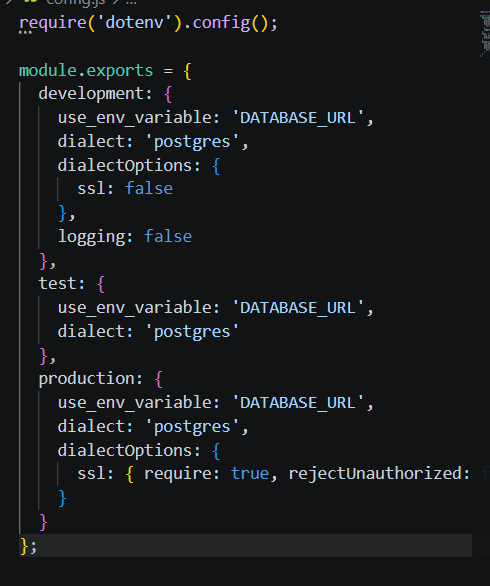 config.js > ...
require('dotenv').config();
module.exports = {
development: {
use_env_variable: 'DATABASE_URL',
dialect: 'postgres',
dialectOptions: {
ssl: false
},
logging: false
},
test: {
use_env_variable: 'DATABASE_URL',
dialect: 'postgres'
},
production: {
use_env_variable: 'DATABASE_URL',
dialect: 'postgres',
dialectOptions: {
ssl: { require: true, rejectUnauthorized:
}
}
};